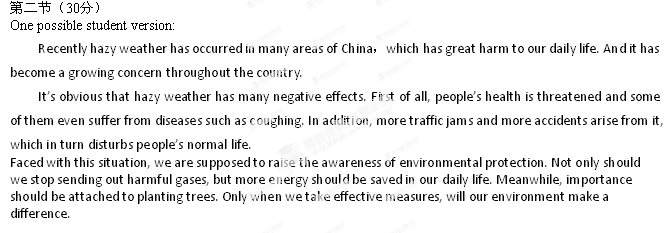 第二节（30分）
One possible student version:
Recently hazy weather has occurred in many areas of China，which has great harm to our daily life. And it has
become a growing concern throughout the country.
It's obvious that hazy weather has many negative effects. First of all, people's health is threatened and some
of them even suffer from diseases such as coughing. In addition, more traffic jams and more accidents arise from it,
which in turn disturbs people's normal life.
Faced with this situation, we are supposed to raise the awareness of environmental protection. Not only should
we stop sending out harmful gases, but more energy should be saved in our daily life. Meanwhile, importance
should be attached to planting trees. Only when we take effective measures, will our environment make a
difference.